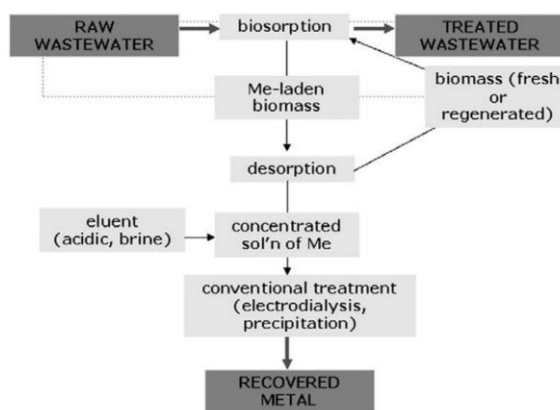 RAW
WASTEWATER
biosorption
TREATED
WASTEWATER
Me-laden
biomass
biomass (fresh
or
regenerated)
desorption
eluent
(acidic, brine)
concentrated
sol'n of Me
conventional treatment
(electrodialysis,
precipitation)
RECOVERED
METAL